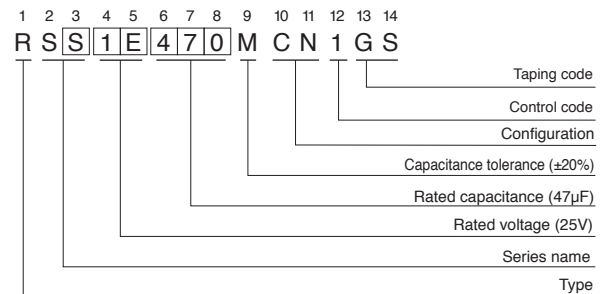 1 2 3 4 5 6 7 8 9 10 11 12 13 14
R S S 1 E 4 7 0 M C N 1 G S
Taping code
Control code
Configuration
Capacitance tolerance (±20%)
Rated capacitance (47µF)
Rated voltage (25V)
Series name
Type